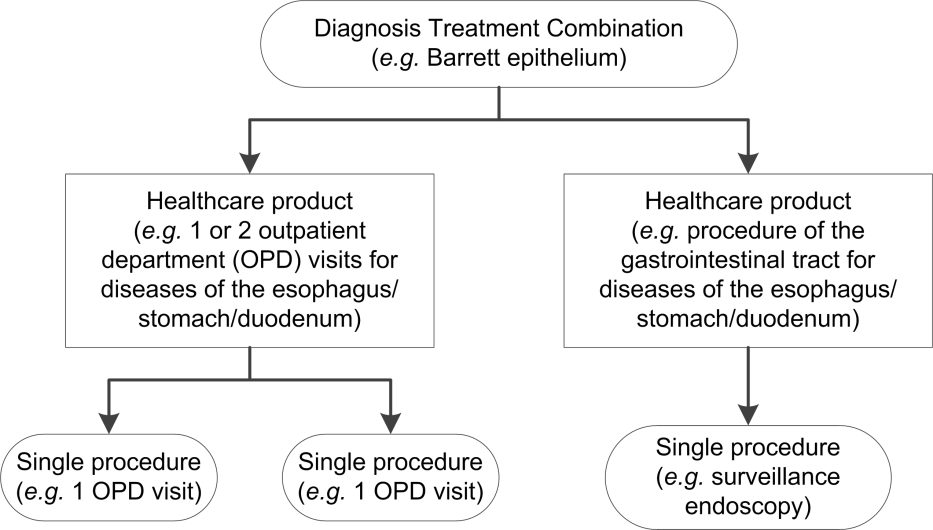 Diagnosis Treatment Combination
(e.g. Barrett epithelium)
Healthcare product
(e.g. 1 or 2 outpatient
department (OPD) visits for
diseases of the esophagus/
stomach/duodenum)
Healthcare product
(e.g. procedure of the
gastrointestinal tract for
diseases of the esophagus/
stomach/duodenum)
Single procedure
(e.g. 1 OPD visit)
Single procedure
(e.g. 1 OPD visit)
Single procedure
(e.g. surveillance
endoscopy)